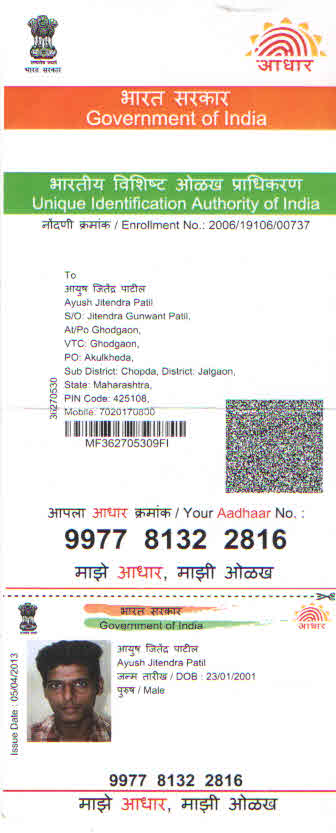 भारत सरकार
आधार
भारत सरकार
Government of India
भारतीय विशिष्ट ओळख प्राधिकरण
Unique Identification Authority of India
नोंदणी क्रमांक / Enrollment No.: 2006/19106/00737
To
आयुष जितेंद्र पाटील
Ayush Jitendra Patil
S/O: Jitendra Gunwant Patil,
At/Po Ghodgaon,
VTC: Ghodgaon,
PO: Akulkheda,
Sub District: Chopda, District: Jalgaon,
State: Maharashtra,
PIN Code: 425108,
Mobile: 7020170800
36270530
MF362705309FI
आपला आधार क्रमांक / Your Aadhaar No. :
9977 8132 2816
माझे आधार, माझी ओळख
भारत सरकार
Government of India
आधार
आयुष जितेंद्र पाटील
Ayush Jitendra Patil
जन्म तारीख / DOB : 23/01/2001
पुरुष / Male
Issue Date : 05/04/2013
9977 8132 2816
माझे आधार, माझी ओळख